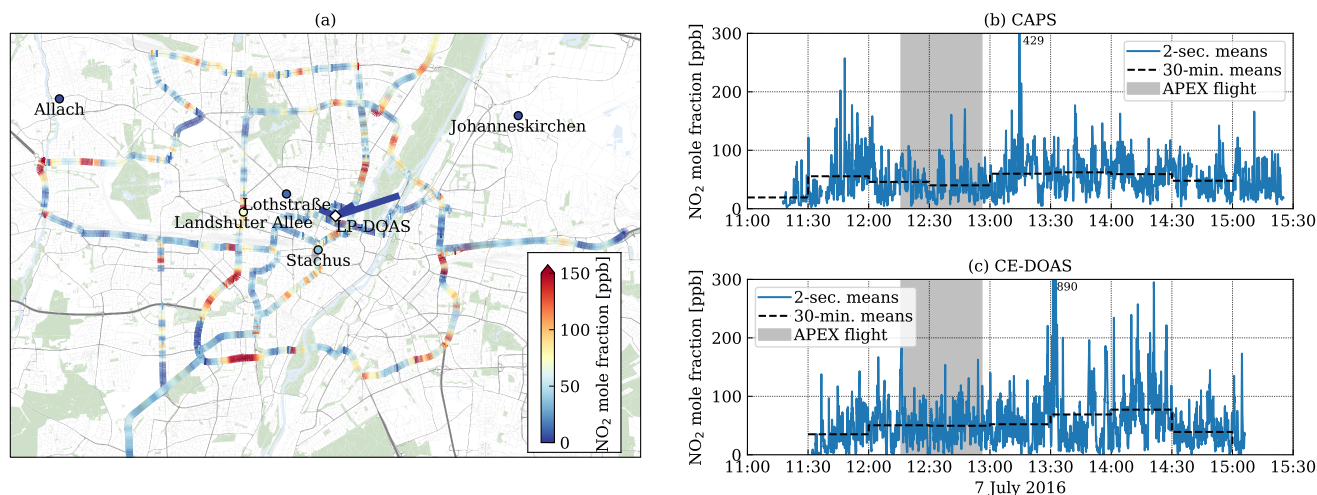 (a)
Allach
Johanneskirchen
Lothstraße
Landshuter Allee
LP-DOAS
Stachus
150
100
50
0
NO₂ mole fraction [ppb]
(b) CAPS
NO₂ mole fraction [ppb]
300
200
100
0
429
2-sec. means
30-min. means
APEX flight
11:00 11:30 12:00 12:30 13:00 13:30 14:00 14:30 15:00 15:30
(c) CE-DOAS
NO₂ mole fraction [ppb]
300
200
100
0
890
2-sec. means
30-min. means
APEX flight
11:00 11:30 12:00 12:30 13:00 13:30 14:00 14:30 15:00 15:30
7 July 2016